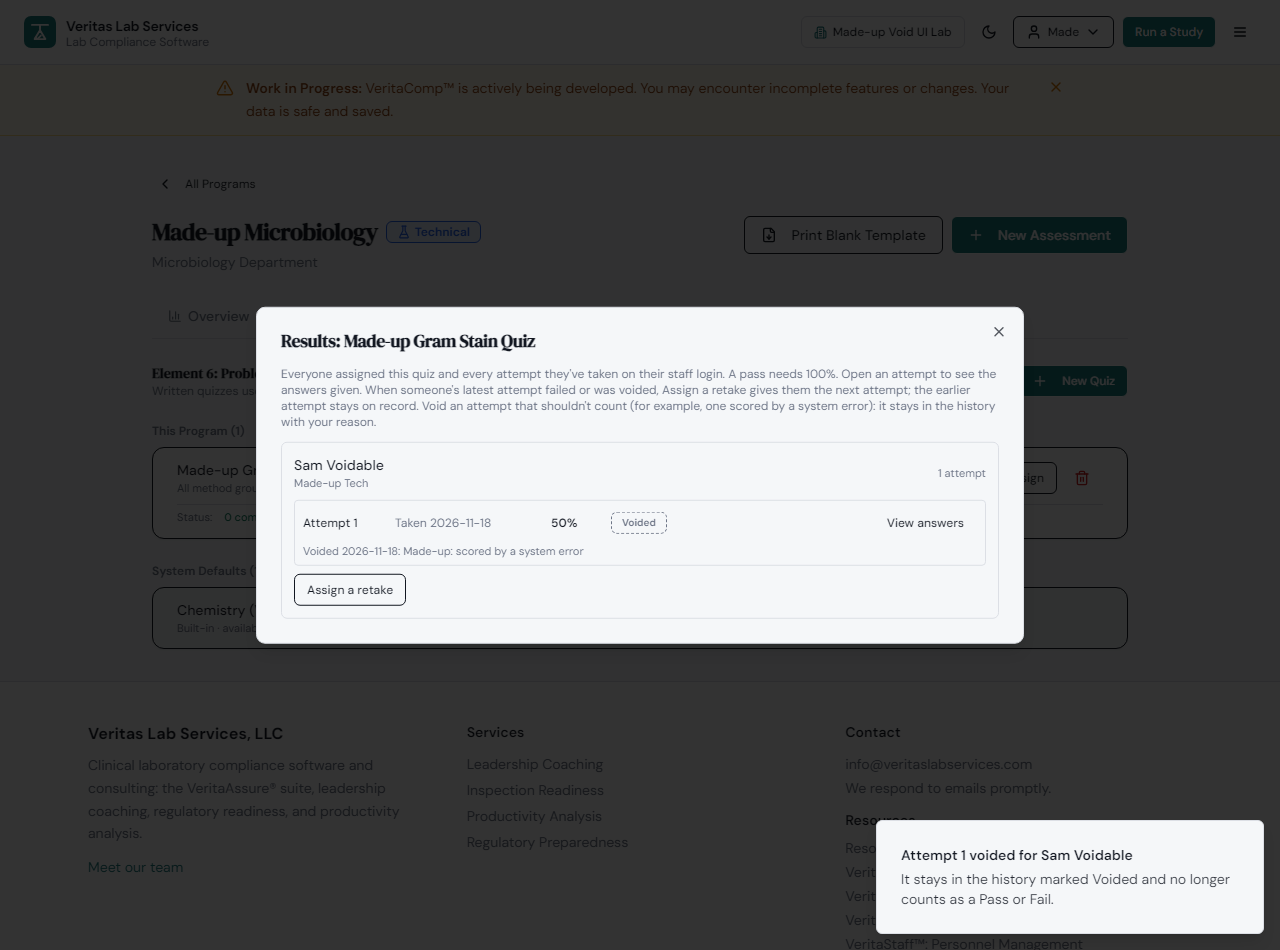 Veritas Lab Services
Lab Compliance Software
Made-up Void UI Lab
Made
Run a Study
Work in Progress: VeritaComp™ is actively being developed. You may encounter incomplete features or changes. Your
data is safe and saved.
All Programs
Made-up Microbiology
Technical
Microbiology Department
Print Blank Template
New Assessment
Overview
Results: Made-up Gram Stain Quiz
Everyone assigned this quiz and every attempt they've taken on their staff login. A pass needs 100%. Open an attempt to see the
answers given. When someone's latest attempt failed or was voided, Assign a retake gives them the next attempt; the earlier
attempt stays on record. Void an attempt that shouldn't count (for example, one scored by a system error): it stays in the history
with your reason.
Sam Voidable
Made-up Tech
1 attempt
Attempt 1
Taken 2026-11-18
50%
Voided
View answers
Voided 2026-11-18: Made-up: scored by a system error
Assign a retake
Element 6:
Written quizzes
New Quiz
This Program (1)
Made-up
All method
Status:
System Defaults
Chemistry
Built-in ·
Veritas Lab Services, LLC
Clinical laboratory compliance software and
consulting: the VeritaAssure® suite, leadership
coaching, regulatory readiness, and productivity
analysis.
Meet our team
Services
Leadership Coaching
Inspection Readiness
Productivity Analysis
Regulatory Preparedness
Contact
info@veritaslabservices.com
We respond to emails promptly.
Resources
VeritaStaff™: Personnel Management
Attempt 1 voided for Sam Voidable
It stays in the history marked Voided and no longer
counts as a Pass or Fail.